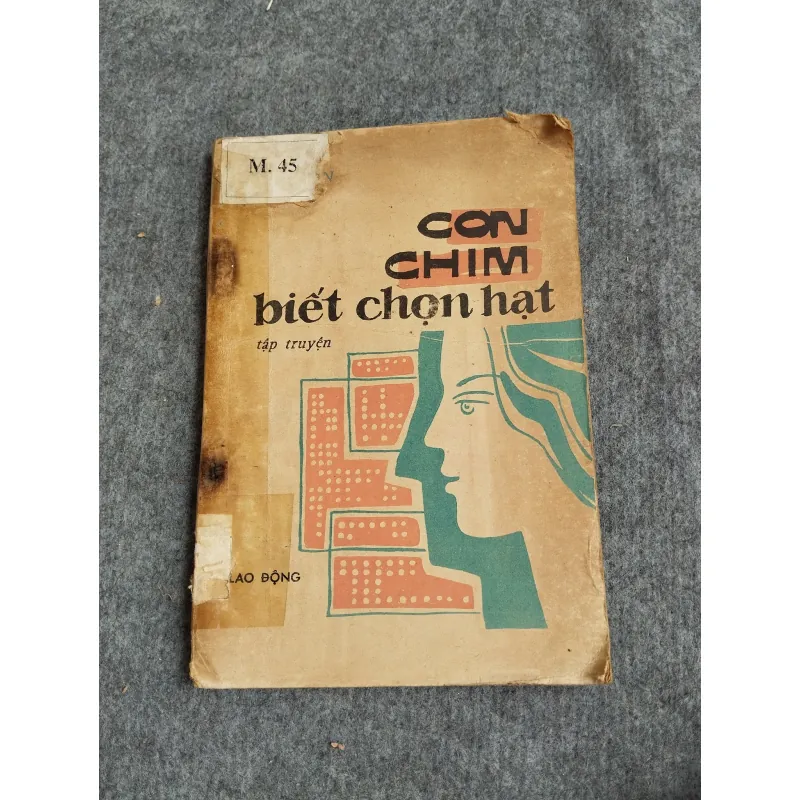 M. 45
CON
CHIM
biết chọn hạt
tập truyện
LAO ĐỘNG